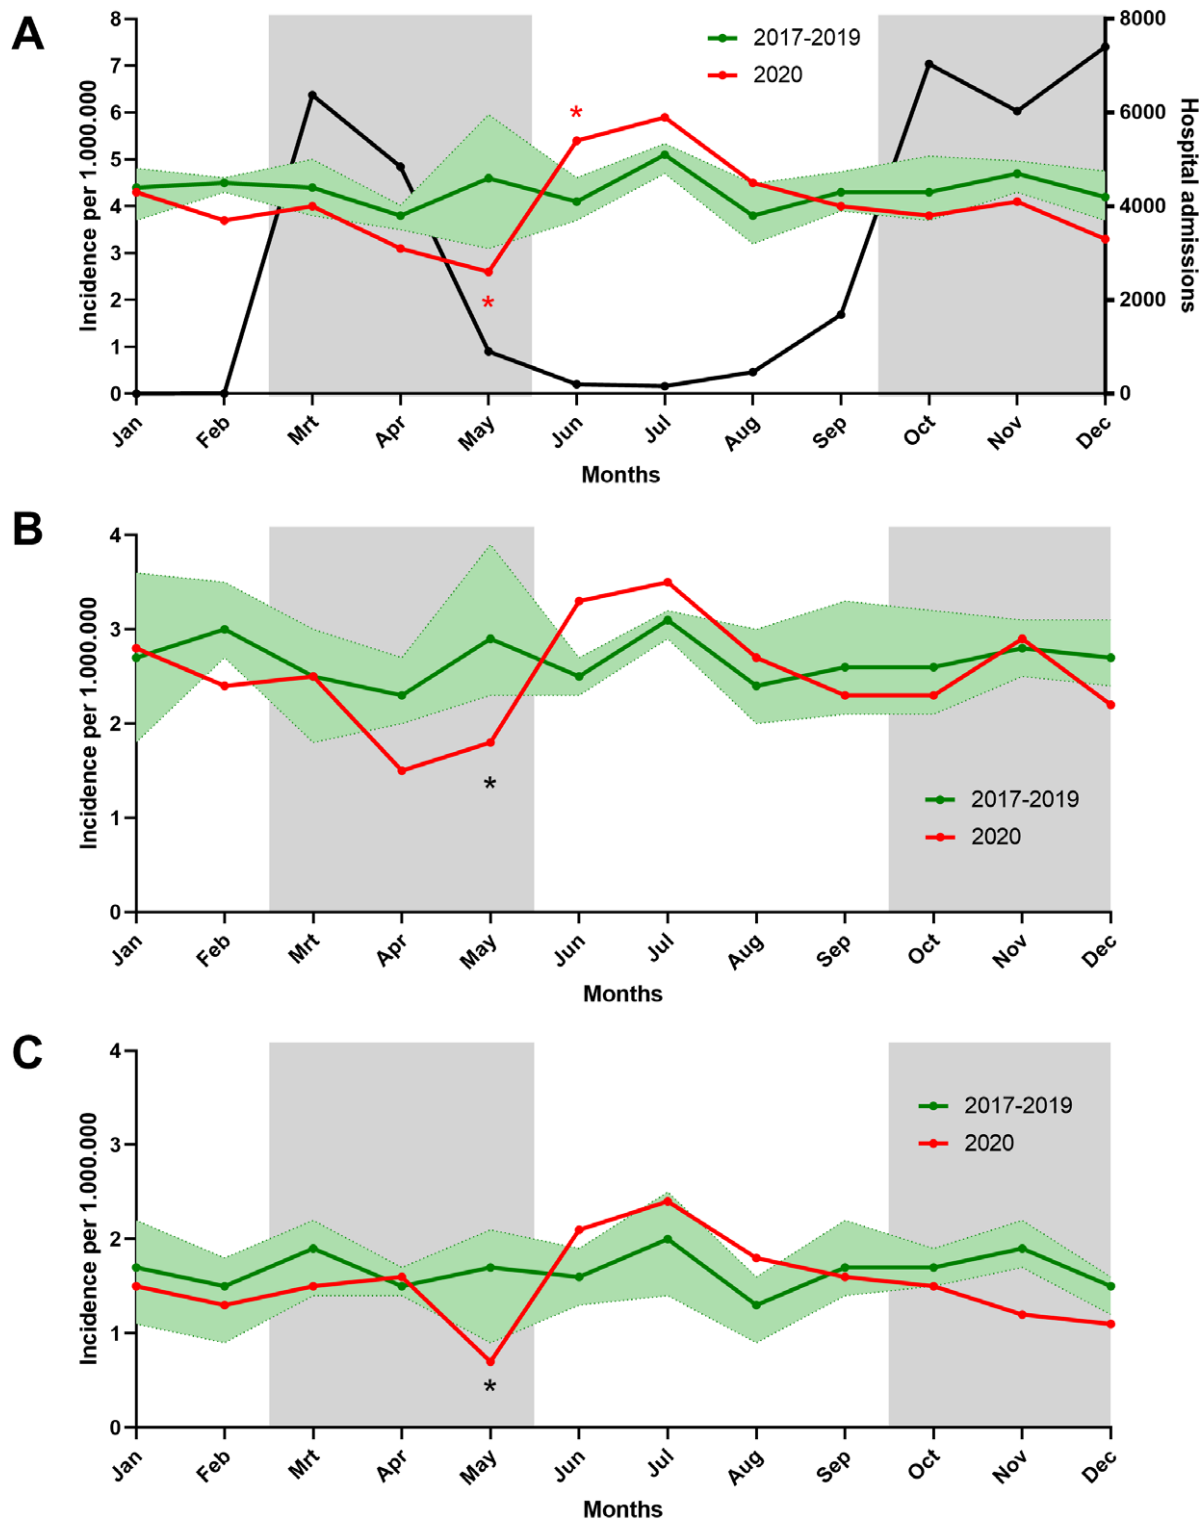 A
8
7
6
5
4
3
2
1
0
Incidence per 1.000.000
2017-2019
2020
*
*
8000
6000
4000
2000
0
Hospital admissions
Jan Feb Mrt Apr May Jun Jul Aug Sep Oct Nov Dec
Months
B
4
3
2
1
0
Incidence per 1.000.000
*
2017-2019
2020
Jan Feb Mrt Apr May Jun Jul Aug Sep Oct Nov Dec
Months
C
4
3
2
1
0
Incidence per 1.000.000
2017-2019
2020
*
Jan Feb Mrt Apr May Jun Jul Aug Sep Oct Nov Dec
Months